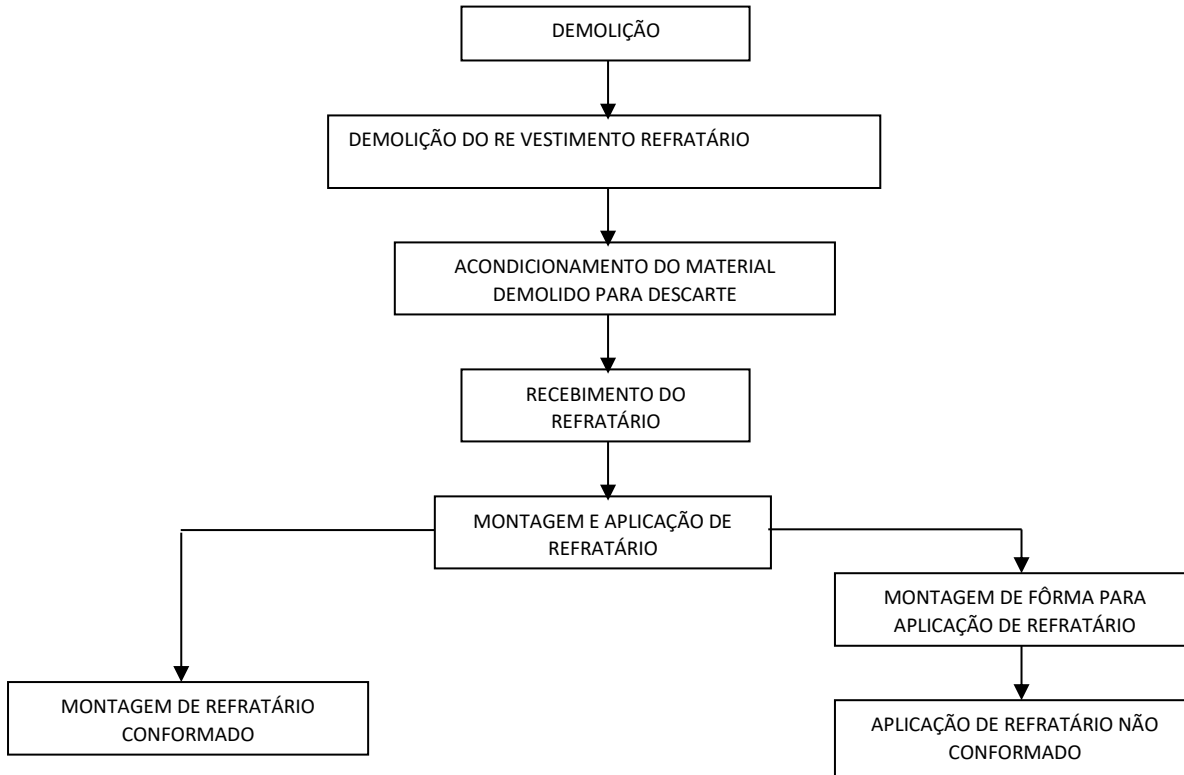 DEMOLIÇÃO
DEMOLIÇÃO DO RE VESTIMENTO REFRATÁRIO
ACONDICIONAMENTO DO MATERIAL
DEMOLIDO PARA DESCARTE
RECEBIMENTO DO
REFRATÁRIO
MONTAGEM E APLICAÇÃO DE
REFRATÁRIO
MONTAGEM DE FÔRMA PARA
APLICAÇÃO DE REFRATÁRIO
MONTAGEM DE REFRATÁRIO
CONFORMADO
APLICAÇÃO DE REFRATÁRIO NÃO
CONFORMADO